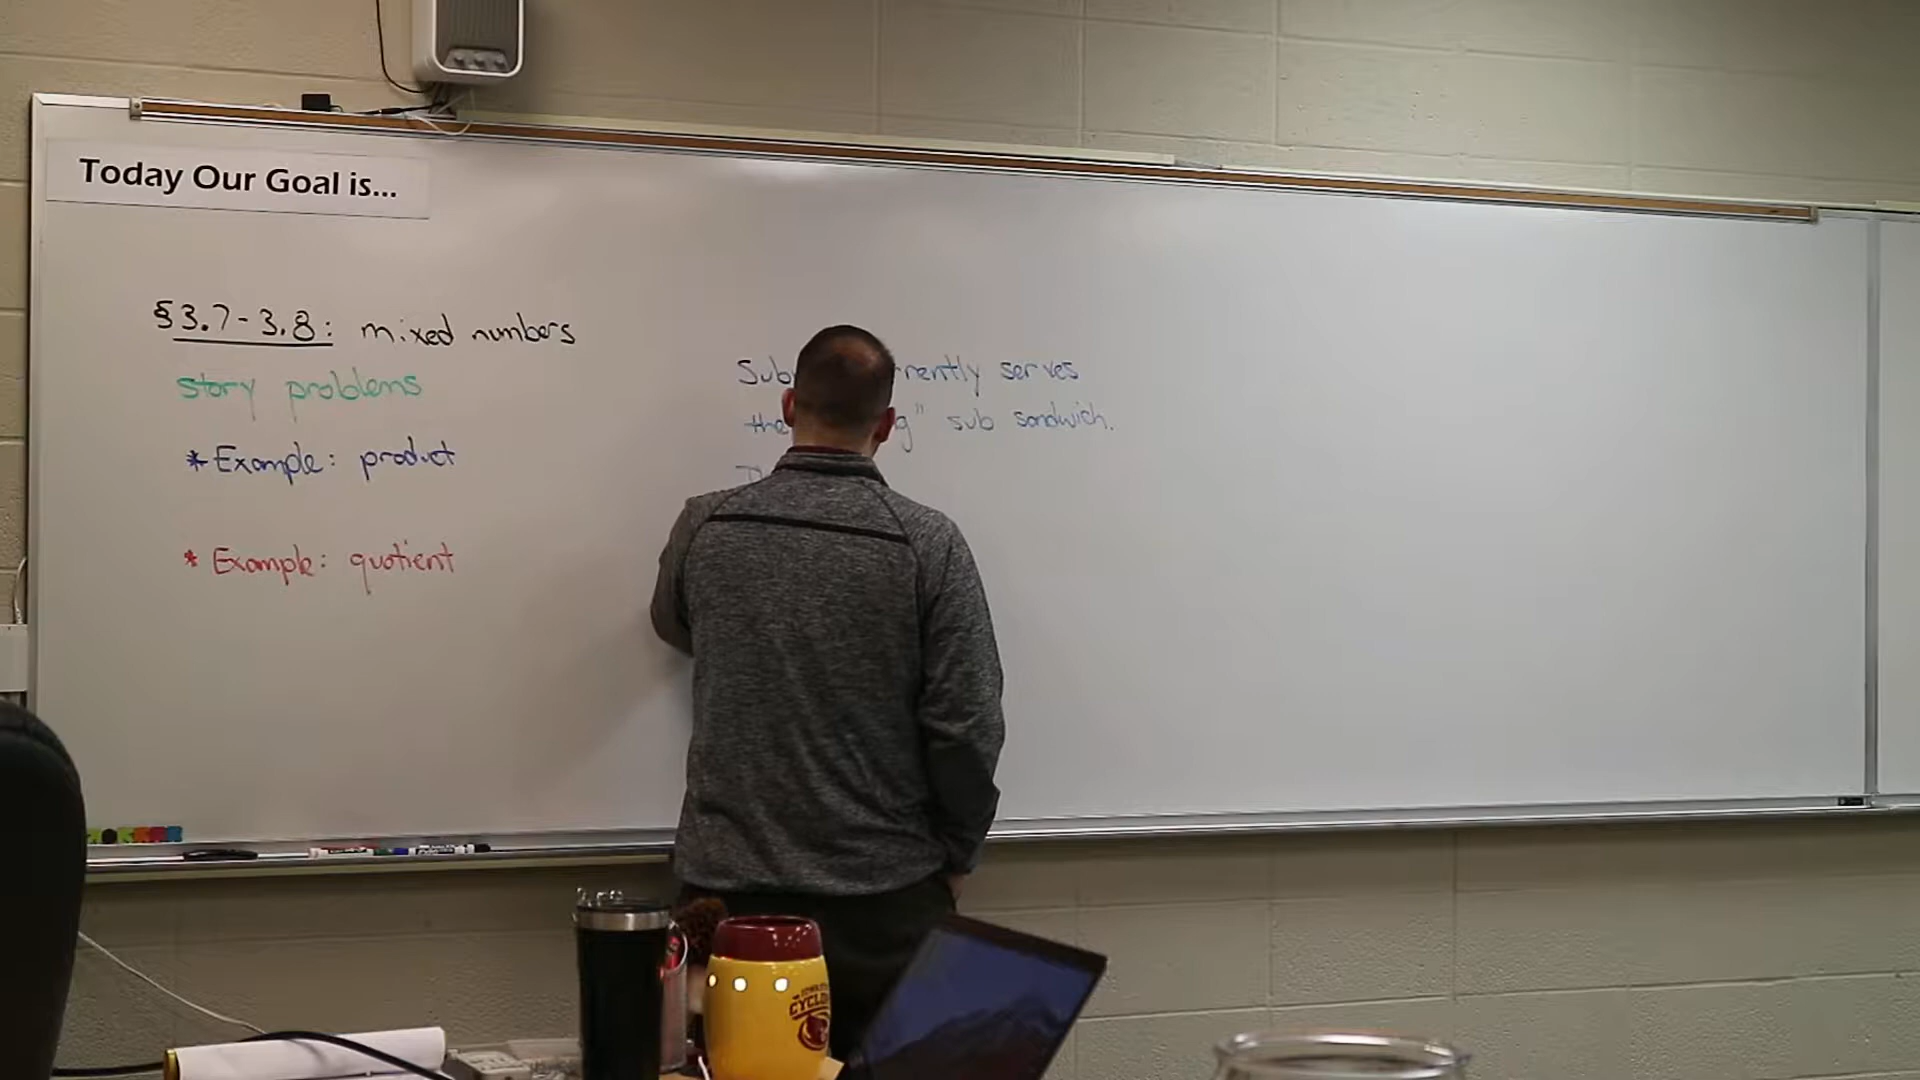 Today Our Goal is...
§3.7-3.8: mixed numbers
story problems
* Example: product
* Example: quotient
serves
sub sandwich.
CYCLO